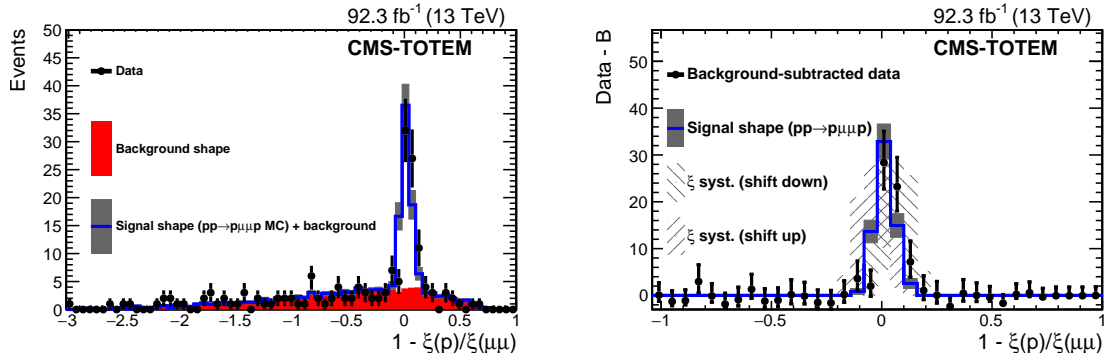 92.3 fb⁻¹ (13 TeV)
CMS-TOTEM
Events
50
45
40
35
30
25
20
15
10
5
0
Data
Background shape
Signal shape (pp→pμμp MC) + background
−3 −2.5 −2 −1.5 −1 −0.5 0 0.5 1
1 - ξ(p)/ξ(μμ)
92.3 fb⁻¹ (13 TeV)
CMS-TOTEM
Data - B
50
40
30
20
10
0
Background-subtracted data
Signal shape (pp→pμμp)
ξ syst. (shift down)
ξ syst. (shift up)
−1 −0.5 0 0.5 1
1 - ξ(p)/ξ(μμ)